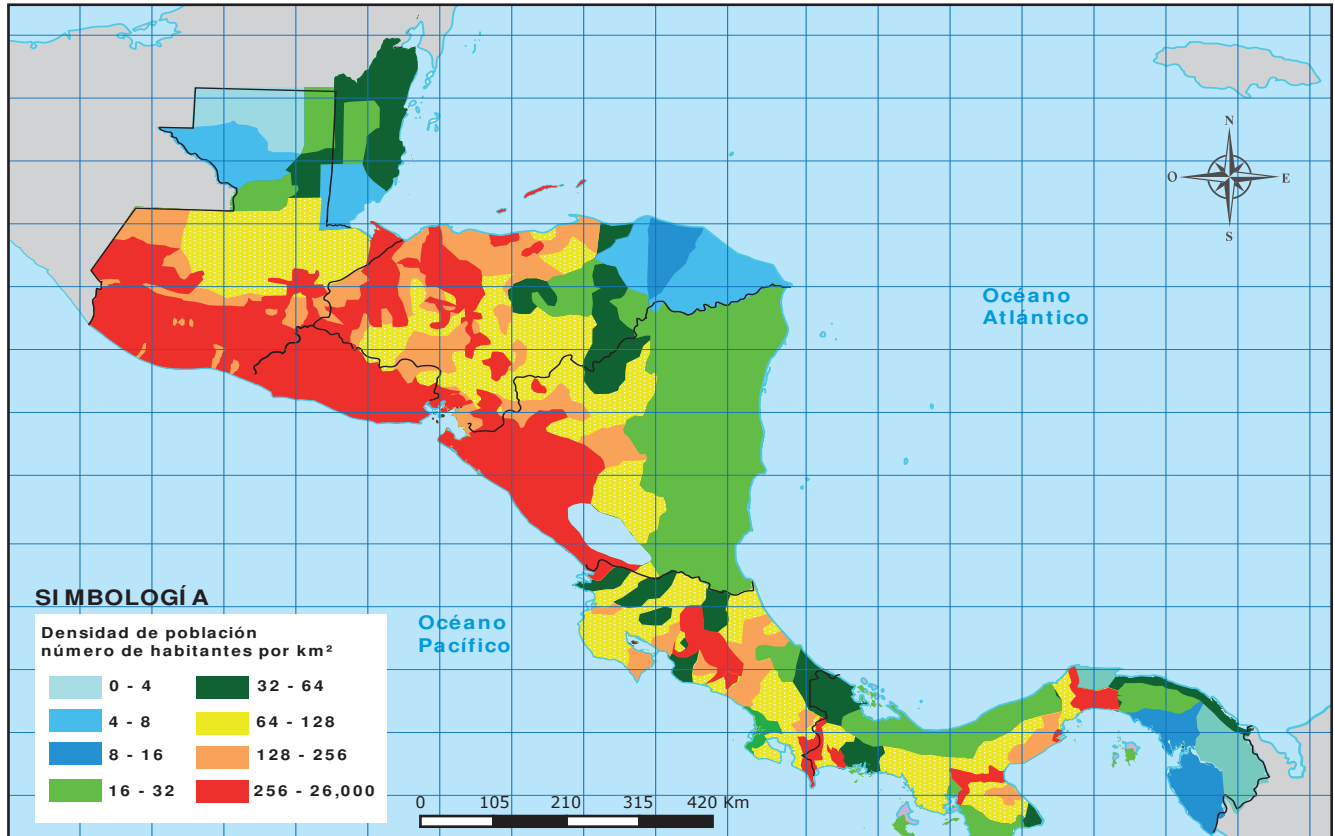 N
O
E
S
Océano
Atlántico
Océano
Pacífico
SIMBOLOGÍA
Densidad de población
número de habitantes por km²
0 - 4
32 - 64
4 - 8
64 - 128
8 - 16
128 - 256
16 - 32
256 - 26,000
0 105 210 315 420 Km